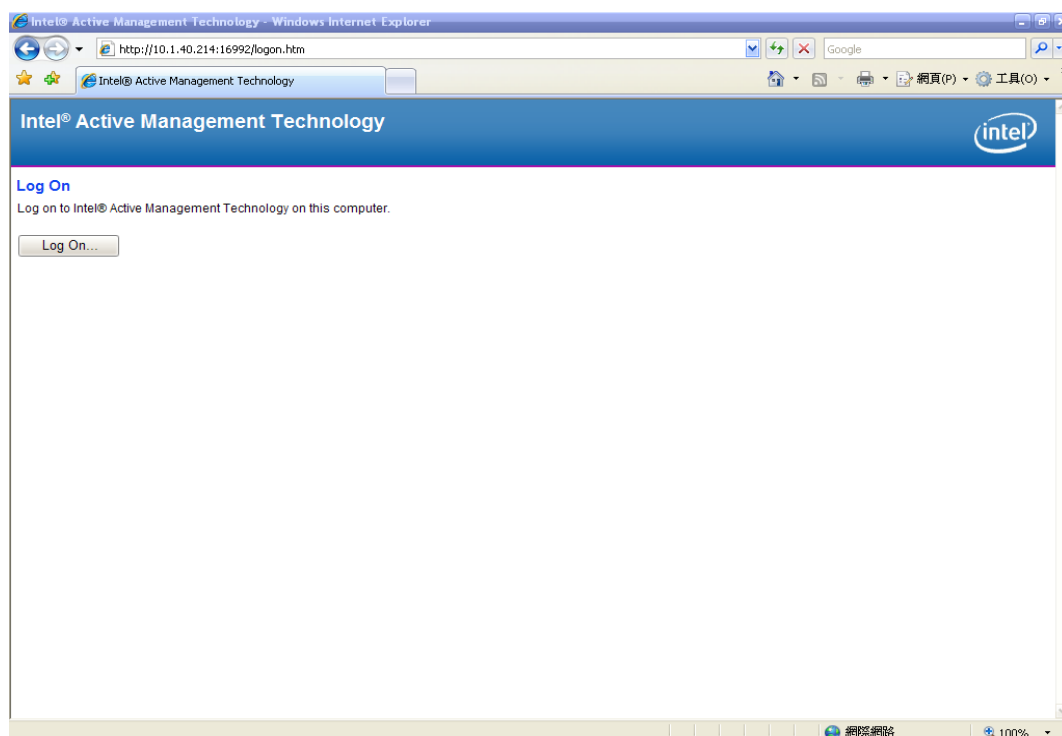 Intel® Active Management Technology - Windows Internet Explorer
http://10.1.40.214:16992/logon.htm
Google
Intel® Active Management Technology
網頁(P)
工具(O)
Intel® Active Management Technology
intel
Log On
Log on to Intel® Active Management Technology on this computer.
Log On...
網際網路
100%